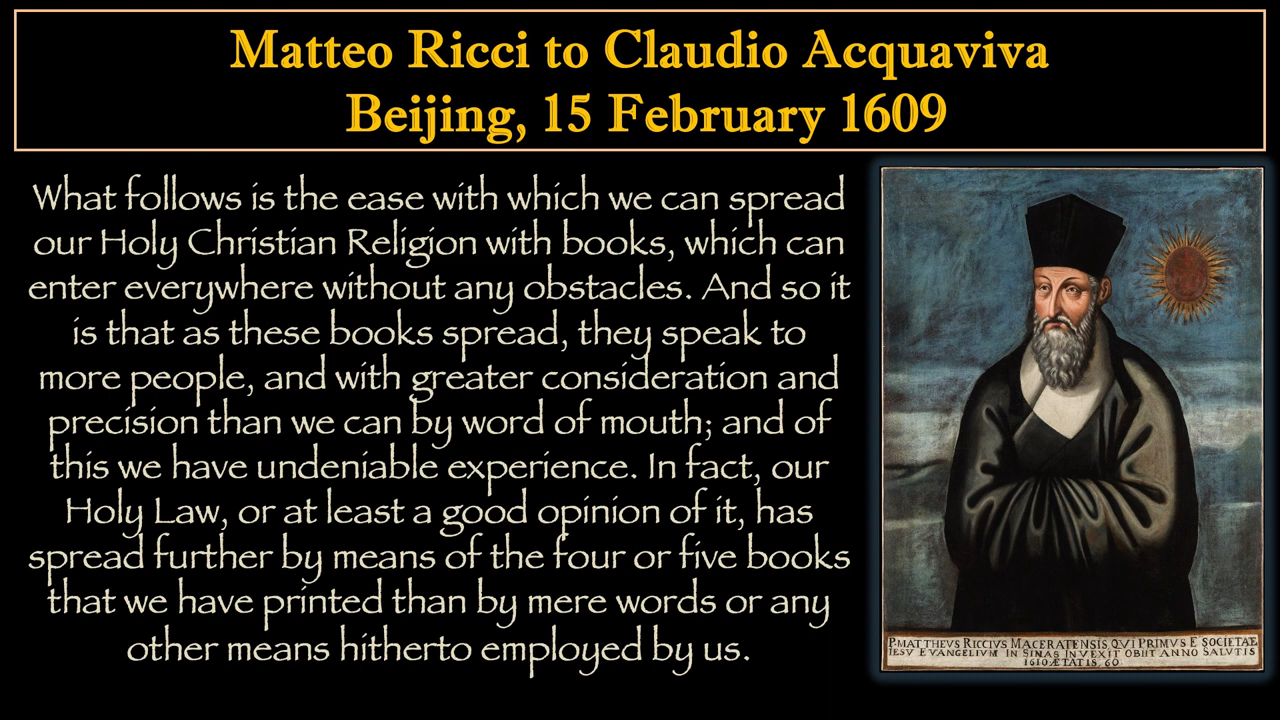 Matteo Ricci to Claudio Acquaviva
Beijing, 15 February 1609
What follows is the ease with which we can spread
our Holy Christian Religion with books, which can
enter everywhere without any obstacles. And so it
is that as these books spread, they speak to
more people, and with greater consideration and
precision than we can by word of mouth; and of
this we have undeniable experience. In fact, our
Holy Law, or at least a good opinion of it, has
spread further by means of the four or five books
that we have printed than by mere words or any
other means hitherto employed by us.
P·MATTHEVS RICCIVS MACERATENSIS QVI PRIMVS E SOCIETAE
IESV EVANGELIVM IN SINAS INVEXIT OBIIT ANNO SALVTIS
1610 ÆTATIS 60